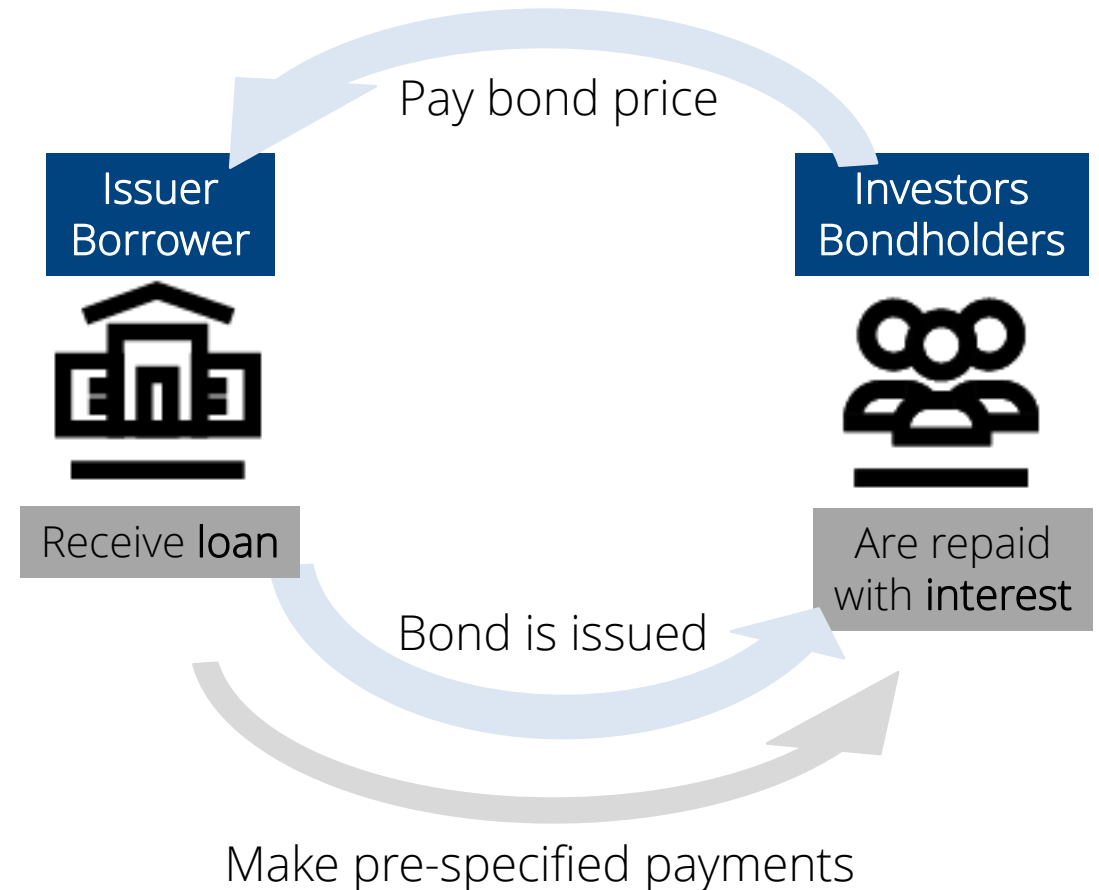 Pay bond price
Issuer
Borrower
Investors
Bondholders
Receive loan
Are repaid
with interest
Bond is issued
Make pre-specified payments